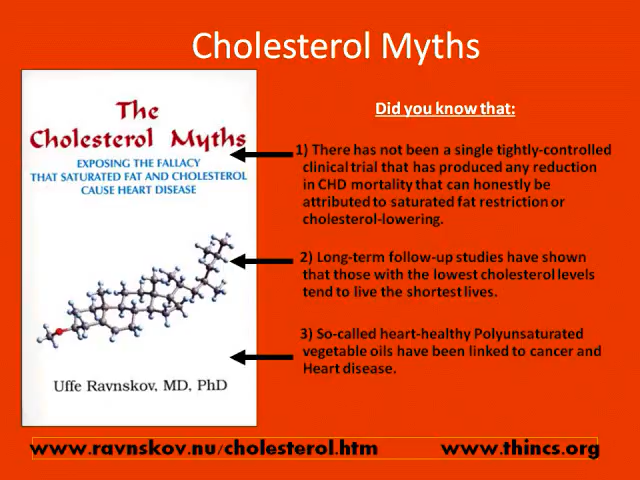 Cholesterol Myths
The
Cholesterol Myths
EXPOSING THE FALLACY
THAT SATURATED FAT AND CHOLESTEROL
CAUSE HEART DISEASE
Uffe Ravnskov, MD, PhD
Did you know that:
1) There has not been a single tightly-controlled
clinical trial that has produced any reduction
in CHD mortality that can honestly be
attributed to saturated fat restriction or
cholesterol-lowering.
2) Long-term follow-up studies have shown
that those with the lowest cholesterol levels
tend to live the shortest lives.
3) So-called heart-healthy Polyunsaturated
vegetable oils have been linked to cancer and
Heart disease.
www.ravnskov.nu/cholesterol.htm www.thincs.org